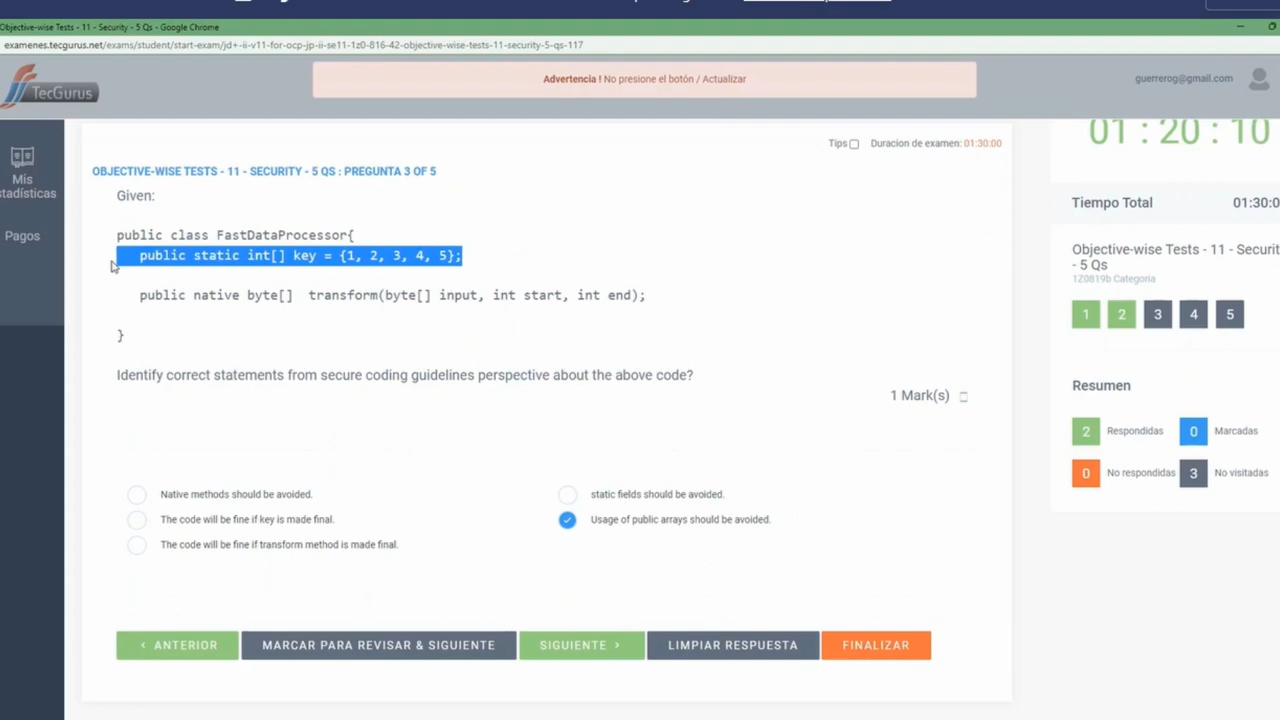 Objective-wise Tests - 11 - Security - 5 Qs - Google Chrome
examenes.tecgurus.net/exams/student/start-exam/jd+-ii-v11-for-ocp-jp-ii-se11-1z0-816-42-objective-wise-tests-11-security-5-qs-117
TecGurus
Advertencia ! No presione el botón / Actualizar
guerrerog@gmail.com
Mis
tadísticas
Pagos
Tips
Duracion de examen: 01:30:00
OBJECTIVE-WISE TESTS - 11 - SECURITY - 5 QS : PREGUNTA 3 OF 5
Given:
public class FastDataProcessor{
public static int[] key = {1, 2, 3, 4, 5};
public native byte[] transform(byte[] input, int start, int end);
}
Identify correct statements from secure coding guidelines perspective about the above code?
1 Mark(s)
Native methods should be avoided.
static fields should be avoided.
The code will be fine if key is made final.
Usage of public arrays should be avoided.
The code will be fine if transform method is made final.
< ANTERIOR
MARCAR PARA REVISAR & SIGUIENTE
SIGUIENTE >
LIMPIAR RESPUESTA
FINALIZAR
01 : 20 : 10
Tiempo Total
01:30:0
Objective-wise Tests - 11 - Securit
- 5 Qs
1Z0819b Categoria
1
2
3
4
5
Resumen
2 Respondidas
0 Marcadas
0 No respondidas
3 No visitadas